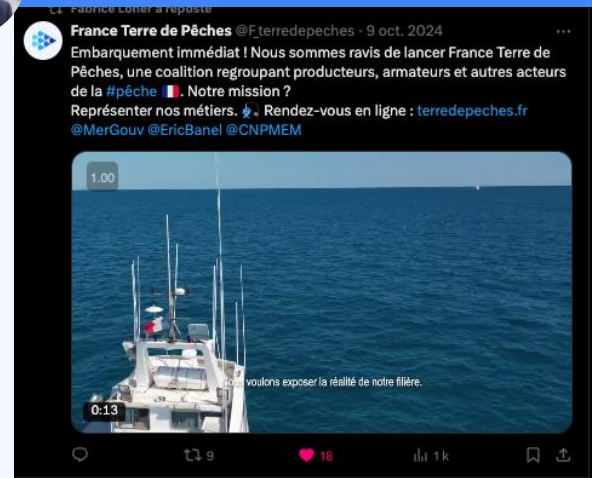 Fabrice Loher a reposté
France Terre de Pêches @F_terredepeches · 9 oct. 2024
Embarquement immédiat ! Nous sommes ravis de lancer France Terre de
Pêches, une coalition regroupant producteurs, armateurs et autres acteurs
de la #pêche 🇫🇷. Notre mission ?
Représenter nos métiers. 🎣 Rendez-vous en ligne : terredepeches.fr
@MerGouv @EricBanel @CNPMEM
1.00
voulons exposer la réalité de notre filière.
0:13
9
18
1 k